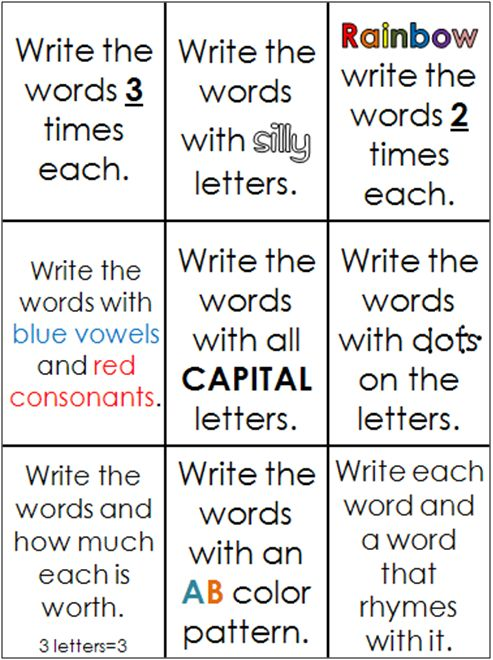 Write the
words 3
times
each.
Write the
words
with silly
letters.
Rainbow
write the
words 2
times
each.
Write the
words with
blue vowels
and red
consonants.
Write the
words
with all
CAPITAL
letters.
Write the
words
with dots
on the
letters.
Write the
words and
how much
each is
worth.
3 letters=3
Write the
words
with an
AB color
pattern.
Write each
word and
a word
that
rhymes
with it.